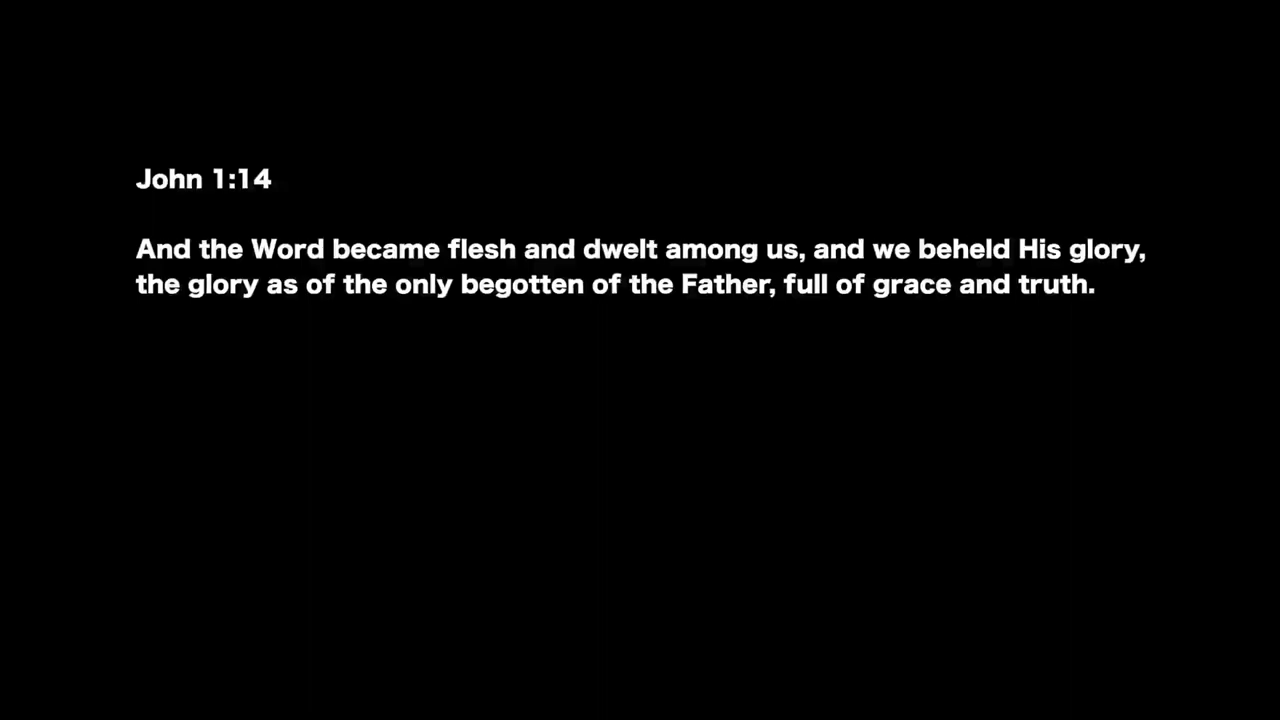 John 1:14
And the Word became flesh and dwelt among us, and we beheld His glory,
the glory as of the only begotten of the Father, full of grace and truth.